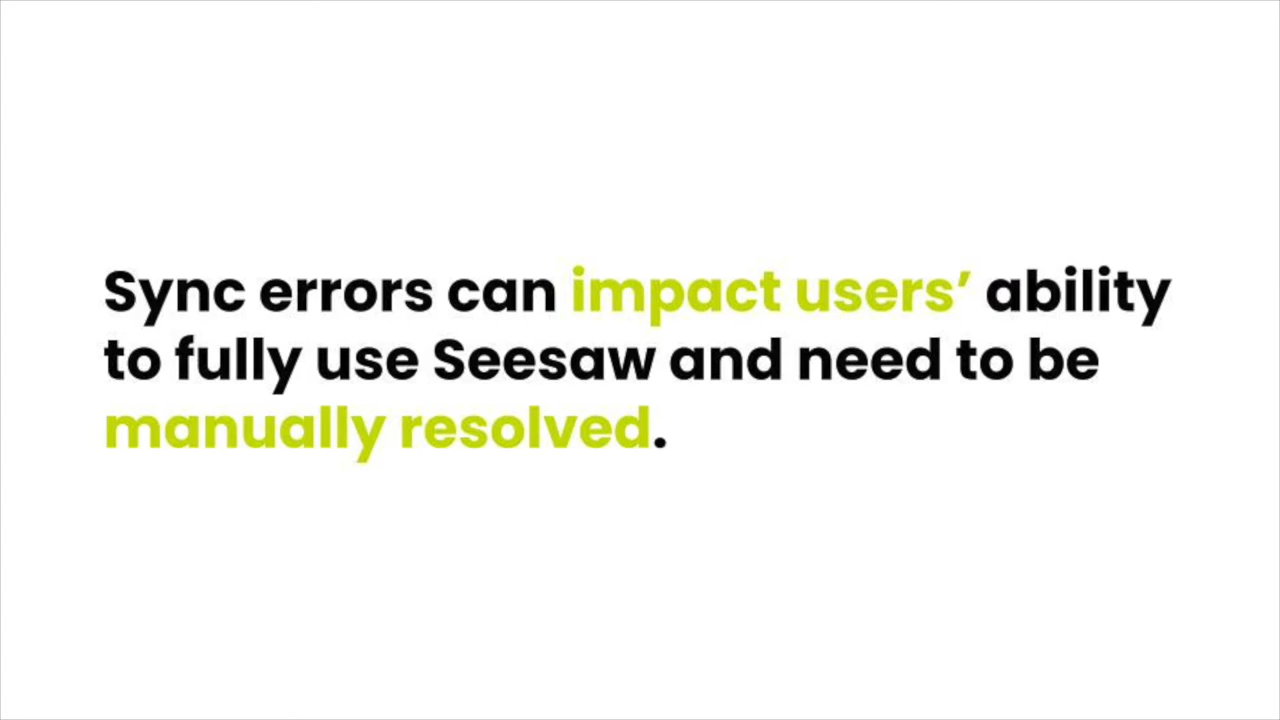 Sync errors can impact users’ ability
to fully use Seesaw and need to be
manually resolved.